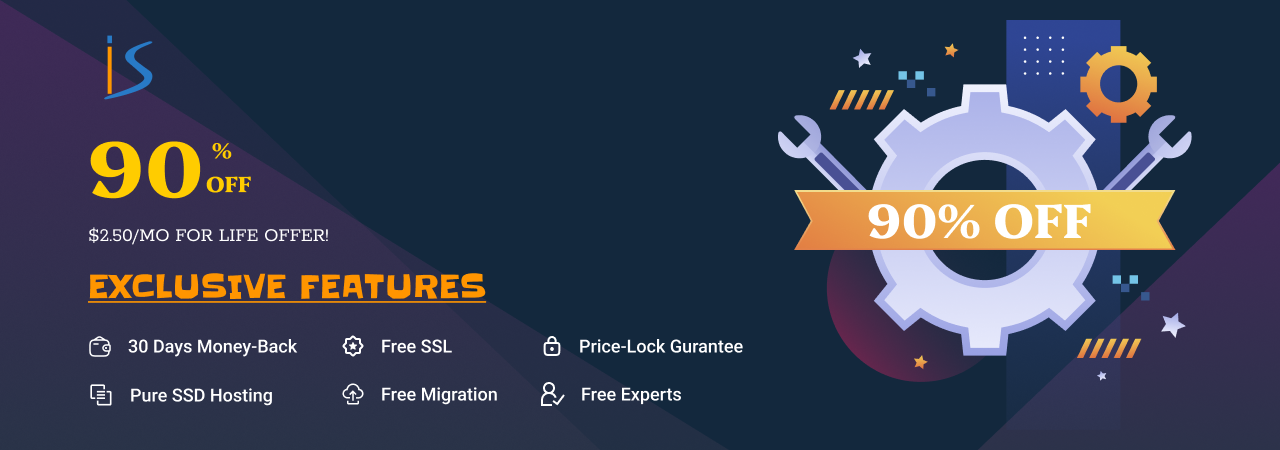 iS
90 % OFF
$2.50/MO FOR LIFE OFFER!
EXCLUSIVE FEATURES
30 Days Money-Back
Free SSL
Price-Lock Gurantee
Pure SSD Hosting
Free Migration
Free Experts
90% OFF